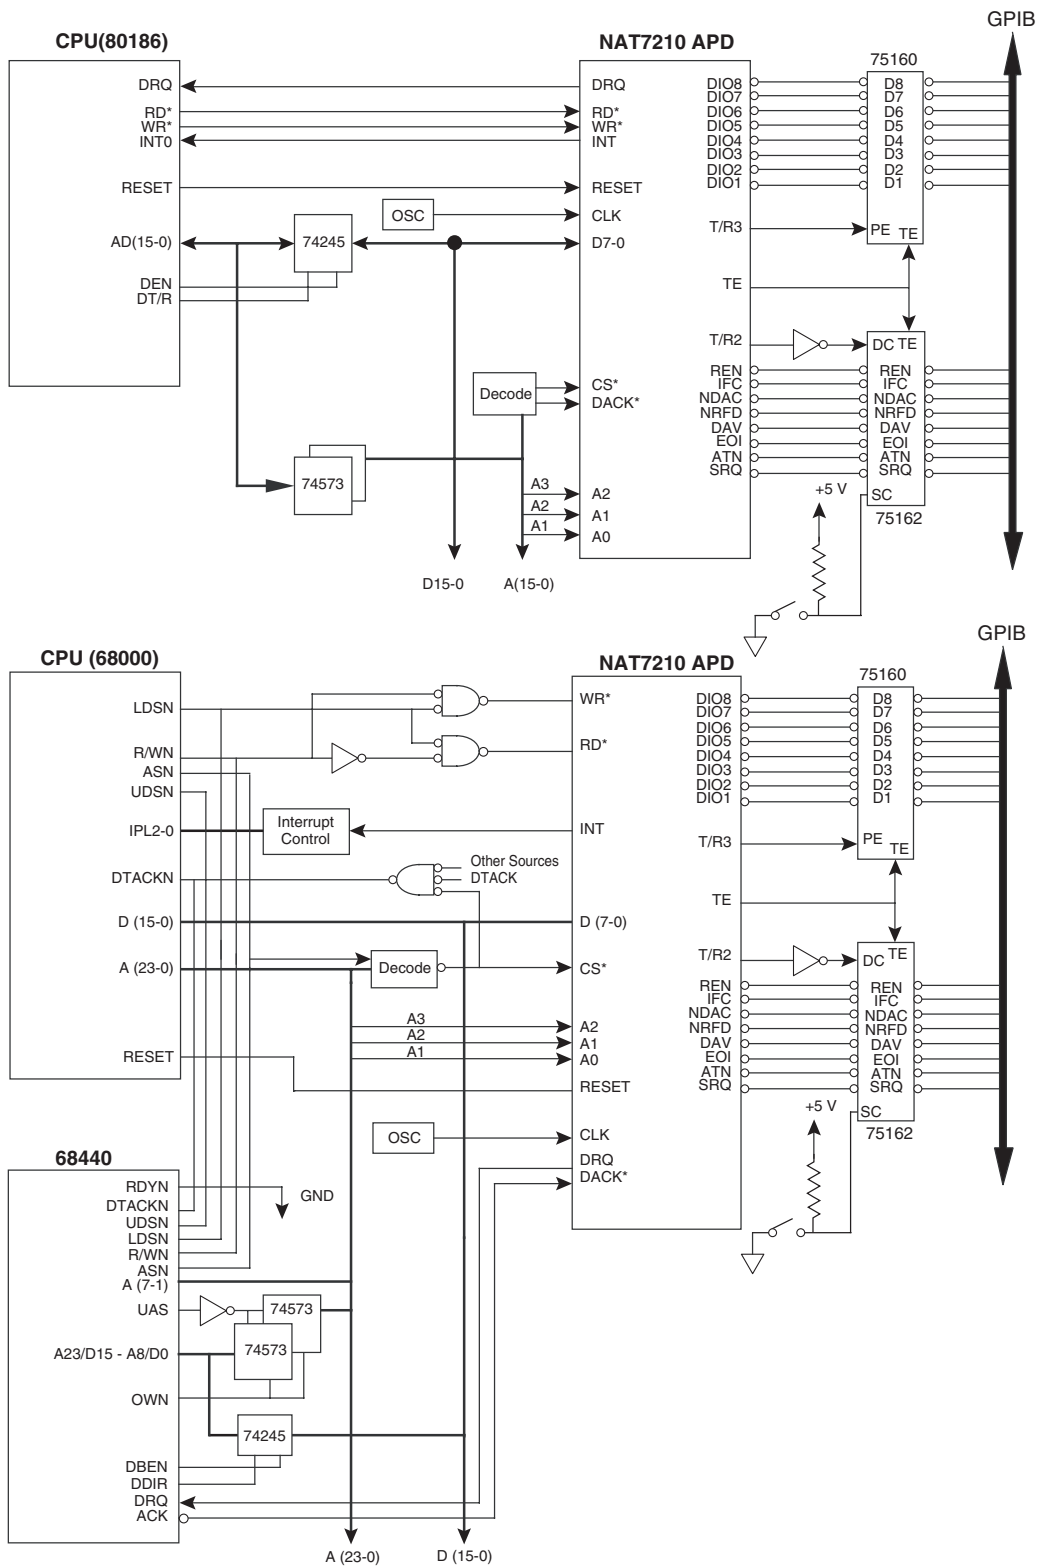 GPIB
CPU(80186)
NAT7210 APD
75160
DRQ
DRQ
RD*
RD*
WR*
WR*
INT0
INT
DIO8
DIO7
DIO6
DIO5
DIO4
DIO3
DIO2
DIO1
D8
D7
D6
D5
D4
D3
D2
D1
RESET
RESET
OSC
CLK
T/R3
PE
TE
AD(15-0)
74245
D7-0
DEN
DT/R
TE
T/R2
DC
TE
Decode
CS*
DACK*
REN
IFC
NDAC
NRFD
DAV
EOI
ATN
SRQ
REN
IFC
NDAC
NRFD
DAV
EOI
ATN
SRQ
74573
A3
A2
A2
A1
A1
A0
+5 V
SC
75162
D15-0
A(15-0)
GPIB
CPU (68000)
NAT7210 APD
75160
LDSN
WR*
R/WN
RD*
ASN
UDSN
DIO8
DIO7
DIO6
DIO5
DIO4
DIO3
DIO2
DIO1
D8
D7
D6
D5
D4
D3
D2
D1
IPL2-0
Interrupt
Control
INT
T/R3
PE
TE
Other Sources
DTACK
DTACKN
TE
D (15-0)
D (7-0)
T/R2
DC
TE
A (23-0)
Decode
CS*
REN
IFC
NDAC
NRFD
DAV
EOI
ATN
SRQ
REN
IFC
NDAC
NRFD
DAV
EOI
ATN
SRQ
A3
A2
A2
A1
A1
A0
RESET
RESET
+5 V
SC
75162
OSC
CLK
DRQ
DACK*
68440
RDYN
GND
DTACKN
UDSN
LDSN
R/WN
ASN
A (7-1)
UAS
74573
A23/D15 - A8/D0
74573
OWN
74245
DBEN
DDIR
DRQ
ACK
A (23-0)
D (15-0)